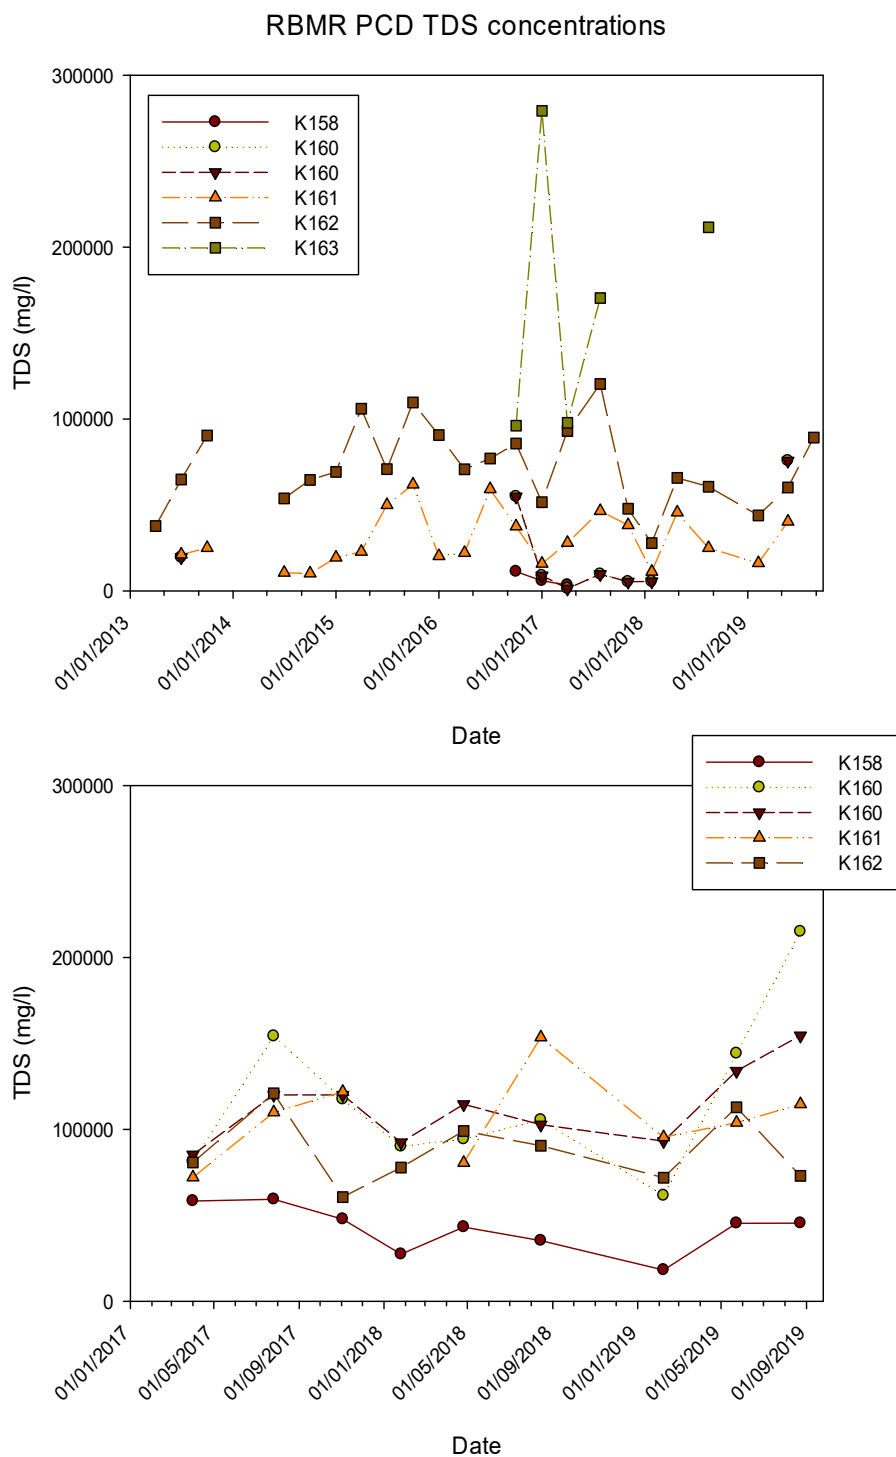 RBMR PCD TDS concentrations
300000
K158
K160
K160
K161
K162
K163
200000
TDS (mg/l)
100000
0
01/01/2013
01/01/2014
01/01/2015
01/01/2016
01/01/2017
01/01/2018
01/01/2019
Date
K158
K160
K160
K161
K162
300000
200000
TDS (mg/l)
100000
0
01/01/2017
01/05/2017
01/09/2017
01/01/2018
01/05/2018
01/09/2018
01/01/2019
01/05/2019
01/09/2019
Date